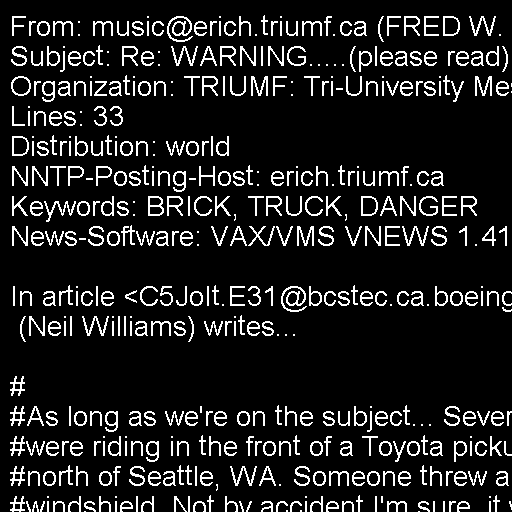 From: music@erich.triumf.ca (FRED W.
Subject: Re: WARNING.....(please read)
Organization: TRIUMF: Tri-University Mes
Lines: 33
Distribution: world
NNTP-Posting-Host: erich.triumf.ca
Keywords: BRICK, TRUCK, DANGER
News-Software: VAX/VMS VNEWS 1.41
In article <C5JoIt.E31@bcstec.ca.boeing
(Neil Williams) writes...
#
#As long as we're on the subject... Sever
#were riding in the front of a Toyota picku
#north of Seattle, WA. Someone threw a
#windshield. Not by accident I'm sure, it w